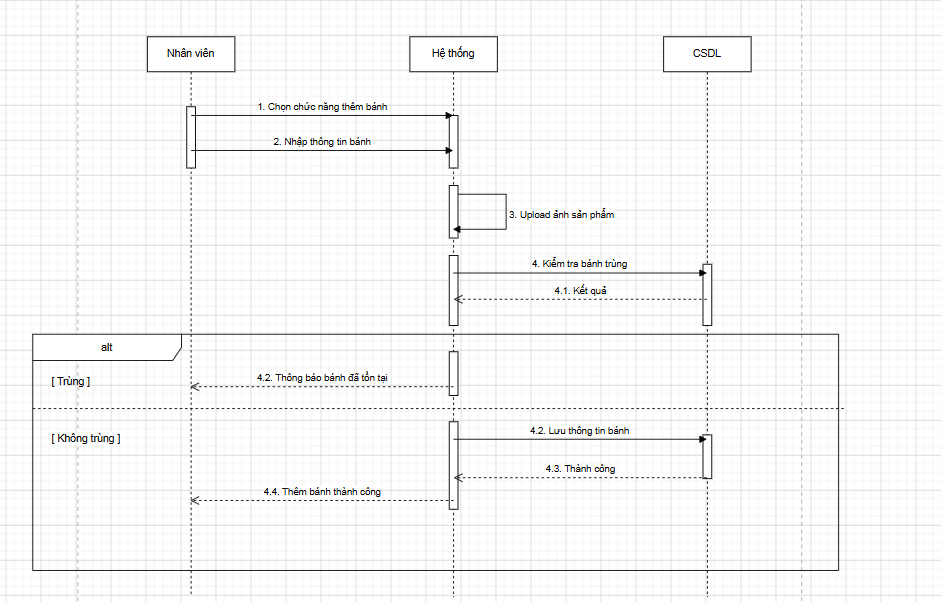 Nhân viên
Hệ thống
CSDL
1. Chọn chức năng thêm bánh
2. Nhập thông tin bánh
3. Upload ảnh sản phẩm
4. Kiểm tra bánh trùng
4.1. Kết quả
alt
[ Trùng ]
4.2. Thông báo bánh đã tồn tại
[ Không trùng ]
4.2. Lưu thông tin bánh
4.3. Thành công
4.4. Thêm bánh thành công